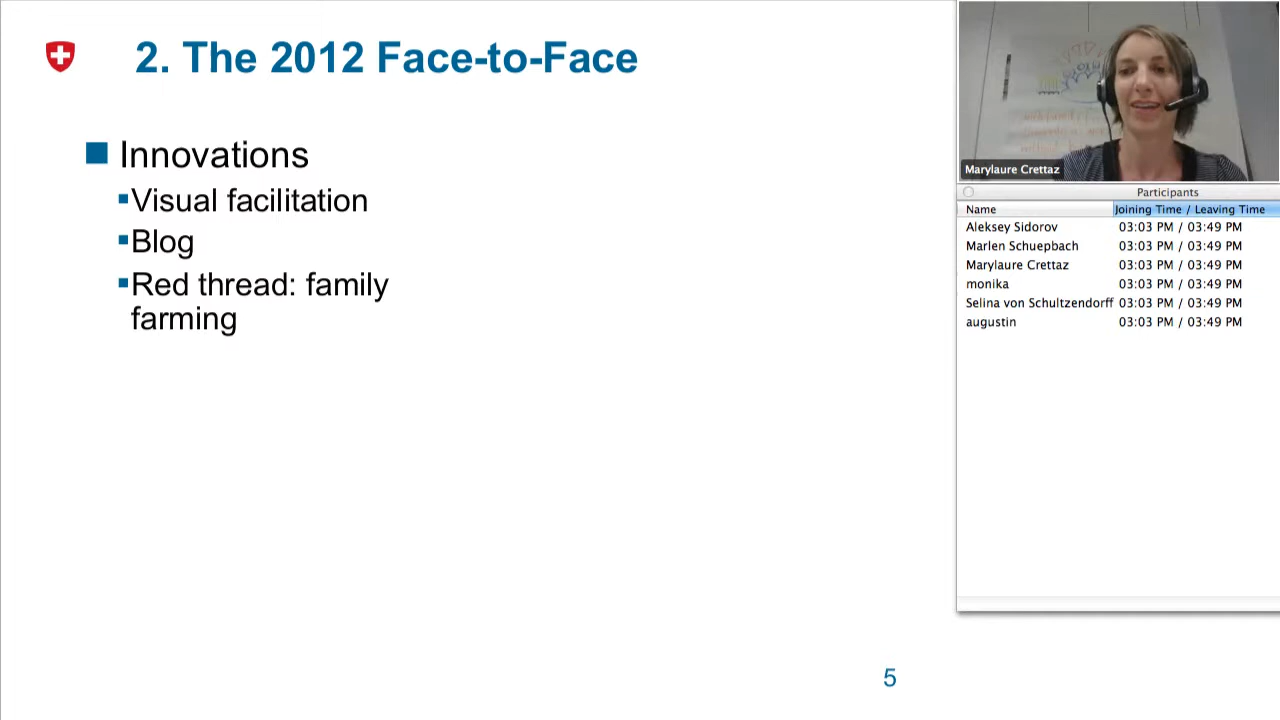 2. The 2012 Face-to-Face
Innovations
Visual facilitation
Blog
Red thread: family
farming
5
Marylaure Crettaz
Participants
Name Joining Time / Leaving Time
Aleksey Sidorov 03:03 PM / 03:49 PM
Marlen Schuepbach 03:03 PM / 03:49 PM
Marylaure Crettaz 03:03 PM / 03:49 PM
monika 03:03 PM / 03:49 PM
Selina von Schultzendorff 03:03 PM / 03:49 PM
augustin 03:03 PM / 03:49 PM